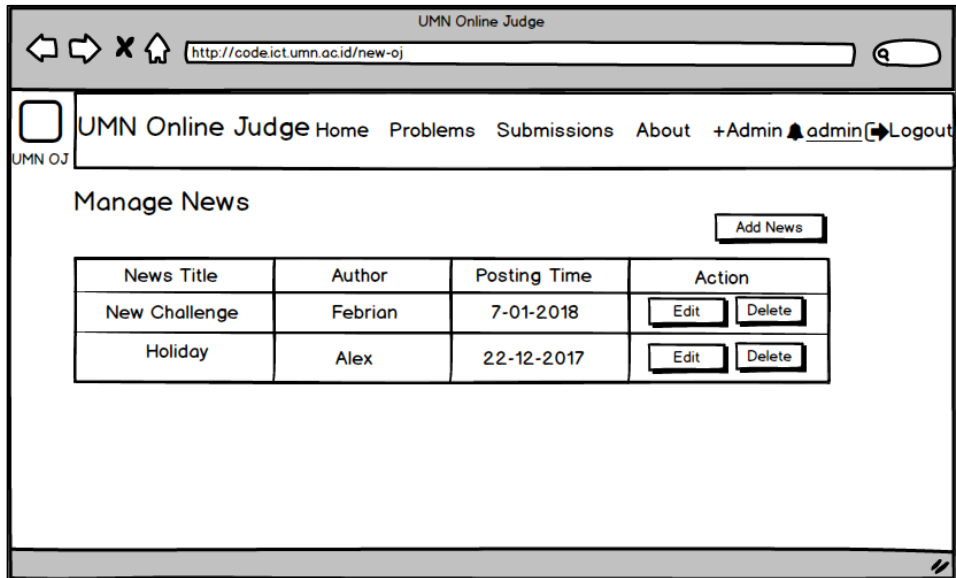 UMN Online Judge
http://code.ict.umn.ac.id/new-oj
UMN OJ
UMN Online Judge Home Problems Submissions About +Admin admin Logout
Manage News
Add News
News Title Author Posting Time Action
New Challenge Febrian 7-01-2018 Edit Delete
Holiday Alex 22-12-2017 Edit Delete